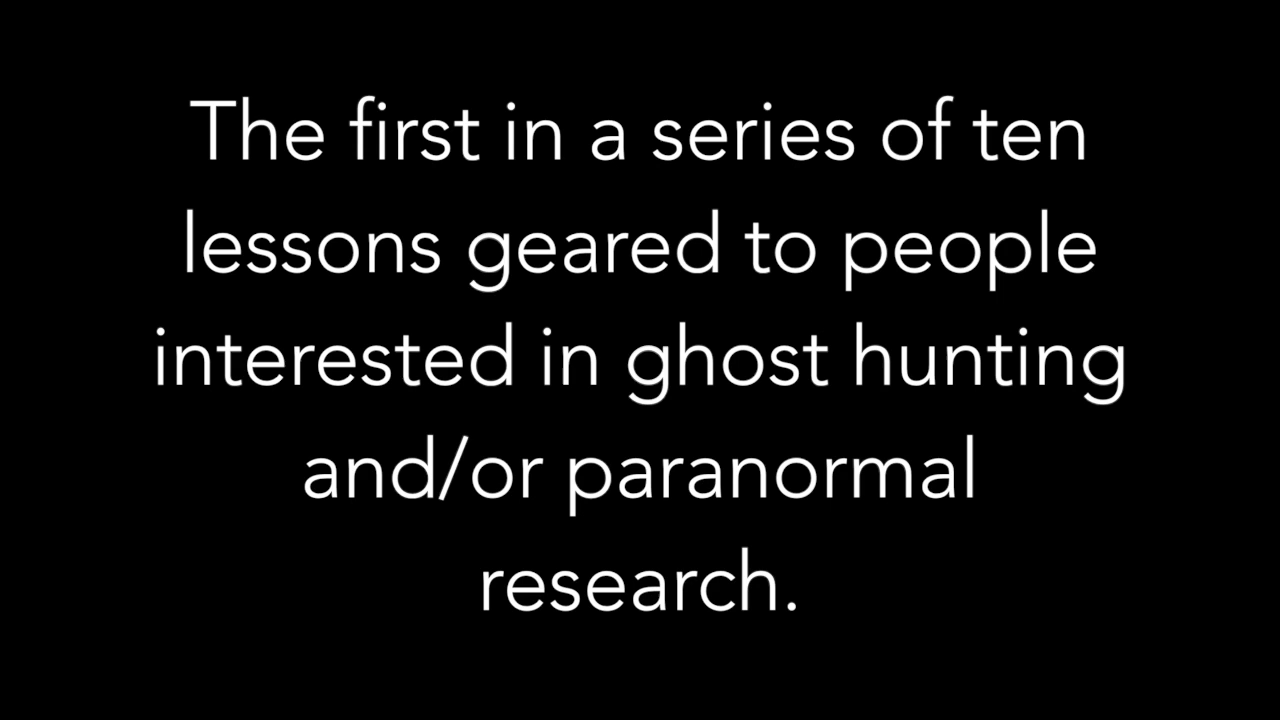 The first in a series of ten
lessons geared to people
interested in ghost hunting
and/or paranormal
research.